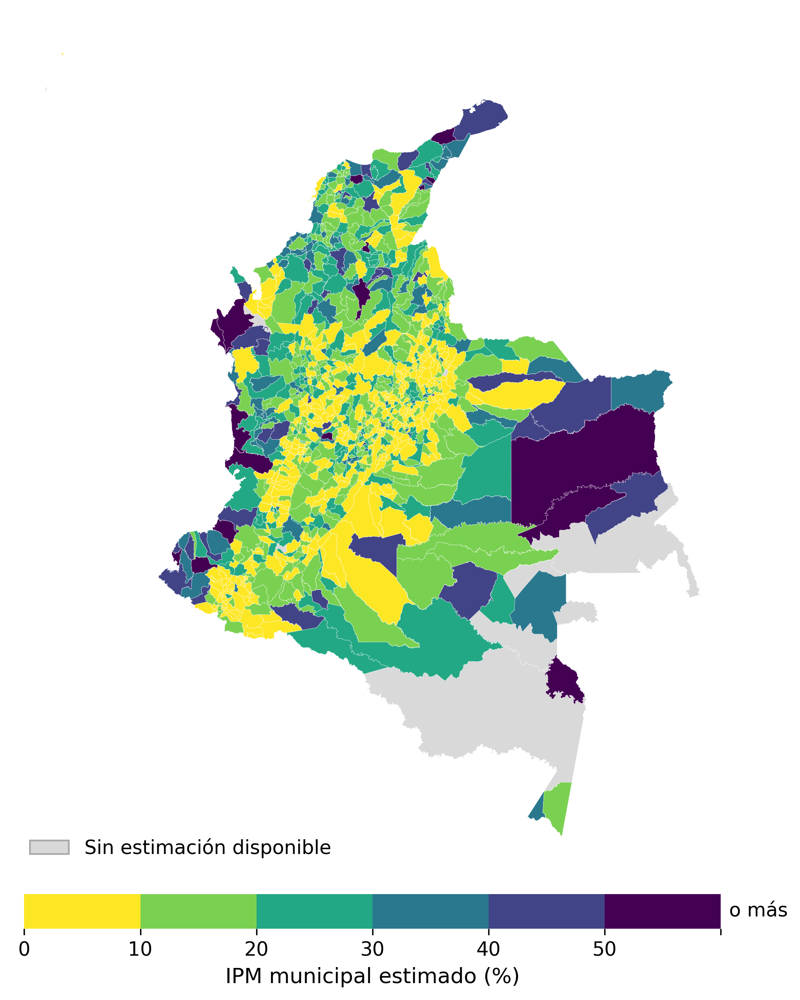 Sin estimación disponible
o más
0 10 20 30 40 50
IPM municipal estimado (%)